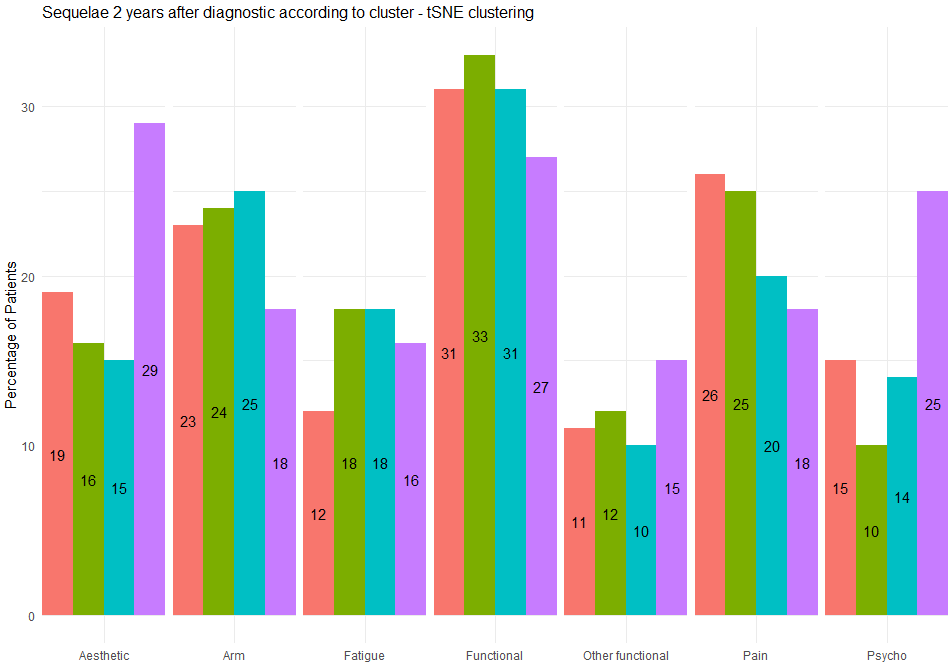 Sequelae 2 years after diagnostic according to cluster - tSNE clustering
Percentage of Patients
30
20
10
0
19 16 15 29
23 24 25 18
12 18 18 16
31 33 31 27
11 12 10 15
26 25 20 18
15 10 14 25
Aesthetic Arm Fatigue Functional Other functional Pain Psycho